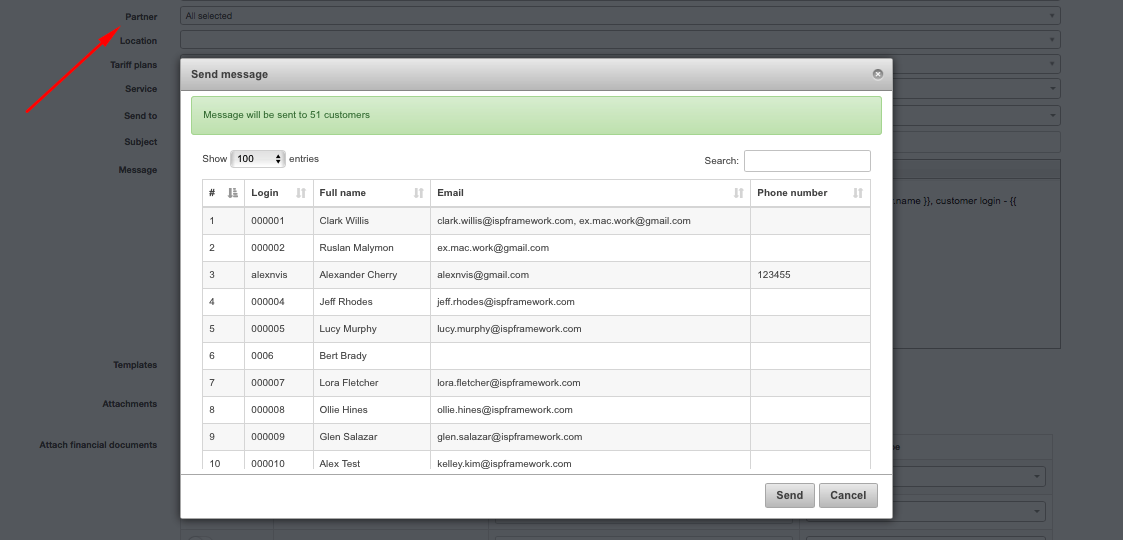 Partner All selected
Location
Tariff plans
Service
Send to
Subject
Message
Send message
Message will be sent to 51 customers
Show 100 entries Search:
# Login Full name Email Phone number
1 000001 Clark Willis clark.willis@ispframework.com, ex.mac.work@gmail.com
.name }}, customer login - {{
2 000002 Ruslan Malymon ex.mac.work@gmail.com
3 alexnvis Alexander Cherry alexnvis@gmail.com 123455
4 000004 Jeff Rhodes jeff.rhodes@ispframework.com
5 000005 Lucy Murphy lucy.murphy@ispframework.com
6 0006 Bert Brady
Templates
7 000007 Lora Fletcher lora.fletcher@ispframework.com
Attachments
8 000008 Ollie Hines ollie.hines@ispframework.com
9 000009 Glen Salazar glen.salazar@ispframework.com
Attach financial documents
10 000010 Alex Test kelley.kim@ispframework.com
Send Cancel